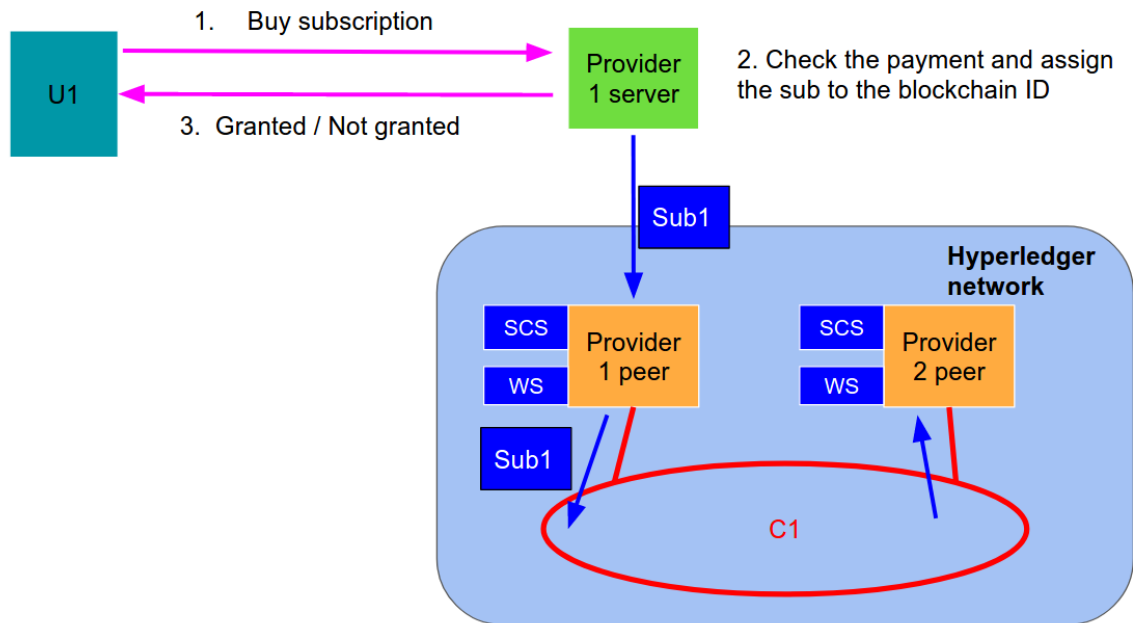 1. Buy subscription
U1
Provider
1 server
2. Check the payment and assign
the sub to the blockchain ID
3. Granted / Not granted
Sub1
Hyperledger
network
SCS
Provider
1 peer
WS
SCS
Provider
2 peer
WS
Sub1
C1